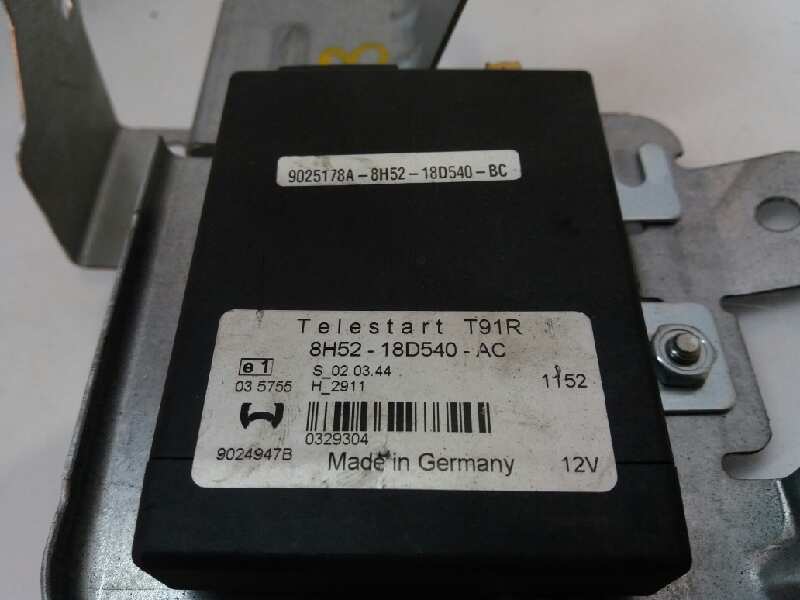 8
9025178A-8H52-18D540-BC
Telestart T91R
8H52-18D540-AC
e1
03 5755
S_02 03.44
H_2911
1152
0329304
9024947B
Made in Germany
12V